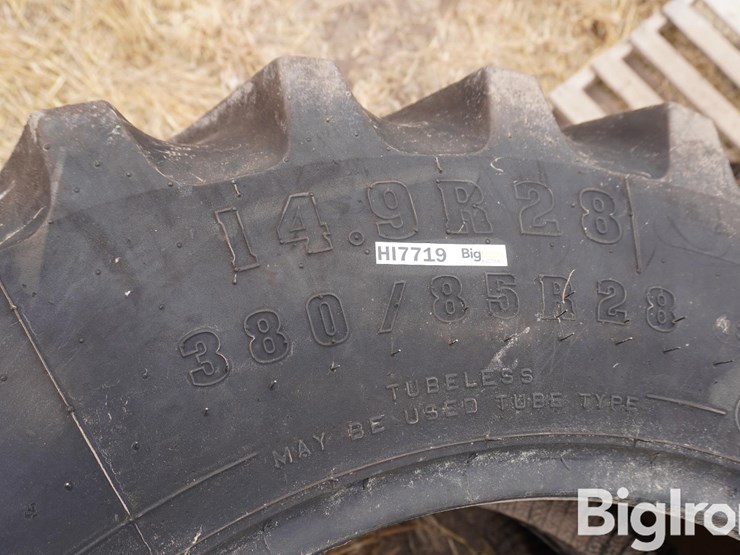 14.9R28
HI7719 Big
380/85R28
TUBELESS
MAY BE USED TUBE TYPE
BigIron